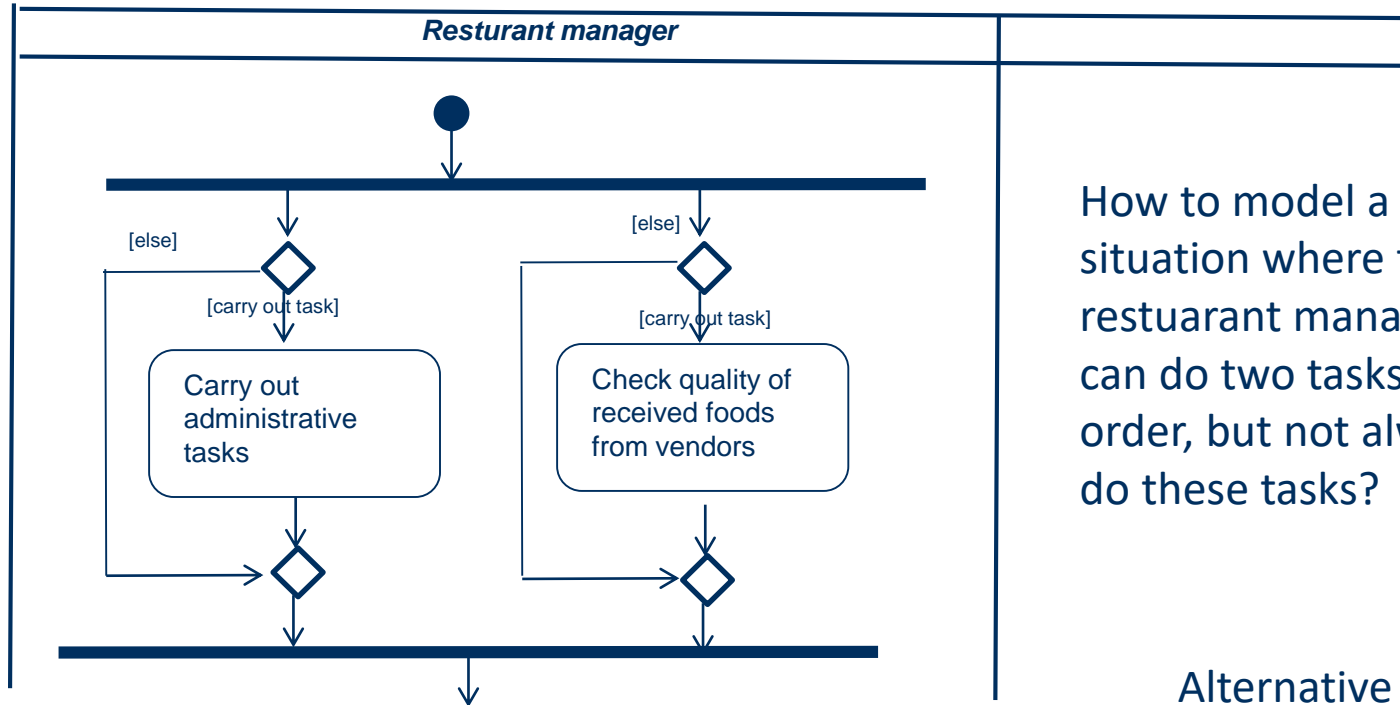 Resturant manager
[else]
[else]
[carry out task]
[carry out task]
Carry out
administrative
tasks
Check quality of
received foods
from vendors
How to model a
situation where
restuarant
can do two tasks
order, but not
do these tasks?
Alternative